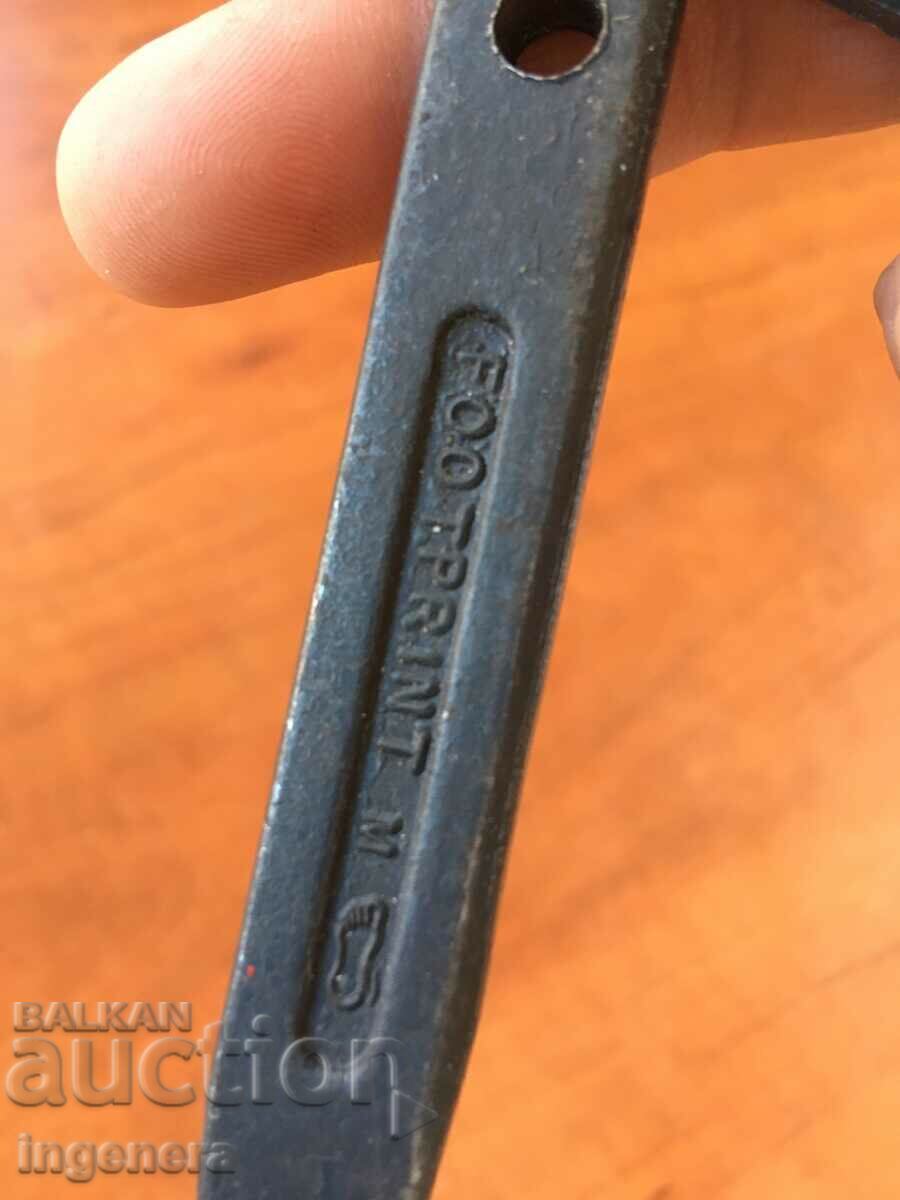 FOOTPRINT M
BALKAN
auction
ingenera